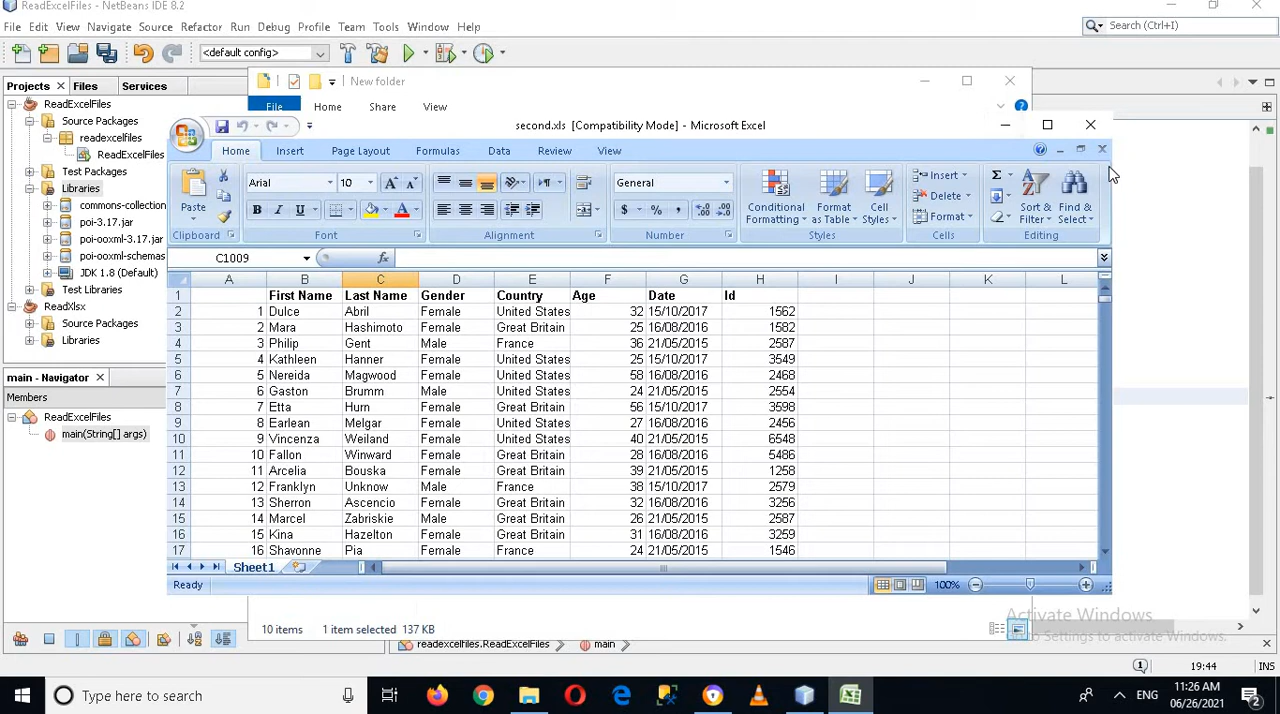 ReadExcelFiles - NetBeans IDE 8.2
File Edit View Navigate Source Refactor Run Debug Profile Team Tools Window Help
Search (Ctrl+I)
<default config>
Projects Files Services
New folder
File Home Share View
ReadExcelFiles
Source Packages
readexcelfiles
ReadExcelFiles
Test Packages
Libraries
commons-collection
poi-3.17.jar
poi-ooxml-3.17.jar
poi-ooxml-schemas
JDK 1.8 (Default)
Test Libraries
ReadXlsx
Source Packages
Libraries
main - Navigator
Members
ReadExcelFiles
main(String[] args)
second.xls [Compatibility Mode] - Microsoft Excel
Home Insert Page Layout Formulas Data Review View
Paste
Arial 10
B I U
General
$ % ,
Conditional Formatting
Format as Table
Cell Styles
Insert
Delete
Format
Σ
Sort & Filter
Find & Select
Clipboard Font Alignment Number Styles Cells Editing
C1009 fx
A B C D E F G H I J K L
1 First Name Last Name Gender Country Age Date Id
2 1 Dulce Abril Female United States 32 15/10/2017 1562
3 2 Mara Hashimoto Female Great Britain 25 16/08/2016 1582
4 3 Philip Gent Male France 36 21/05/2015 2587
5 4 Kathleen Hanner Female United States 25 15/10/2017 3549
6 5 Nereida Magwood Female United States 58 16/08/2016 2468
7 6 Gaston Brumm Male United States 24 21/05/2015 2554
8 7 Etta Hurn Female Great Britain 56 15/10/2017 3598
9 8 Earlean Melgar Female United States 27 16/08/2016 2456
10 9 Vincenza Weiland Female United States 40 21/05/2015 6548
11 10 Fallon Winward Female Great Britain 28 16/08/2016 5486
12 11 Arcelia Bouska Female Great Britain 39 21/05/2015 1258
13 12 Franklyn Unknow Male France 38 15/10/2017 2579
14 13 Sherron Ascencio Female Great Britain 32 16/08/2016 3256
15 14 Marcel Zabriskie Male Great Britain 26 21/05/2015 2587
16 15 Kina Hazelton Female Great Britain 31 16/08/2016 3259
17 16 Shavonne Pia Female France 24 21/05/2015 1546
Sheet1
Ready 100%
Activate Windows
to Settings to activate Windows.
10 items 1 item selected 137 KB
readexcelfiles.ReadExcelFiles main
1 19:44 INS
Type here to search
ENG
11:26 AM
06/26/2021
2